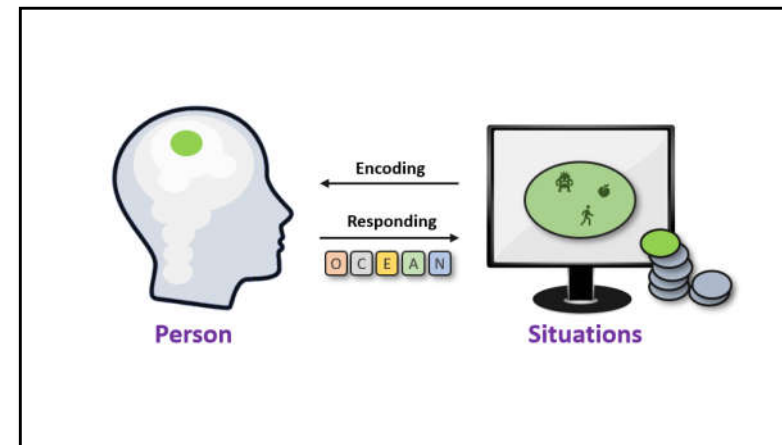 Encoding
Responding
O C E A N
Person
Situations